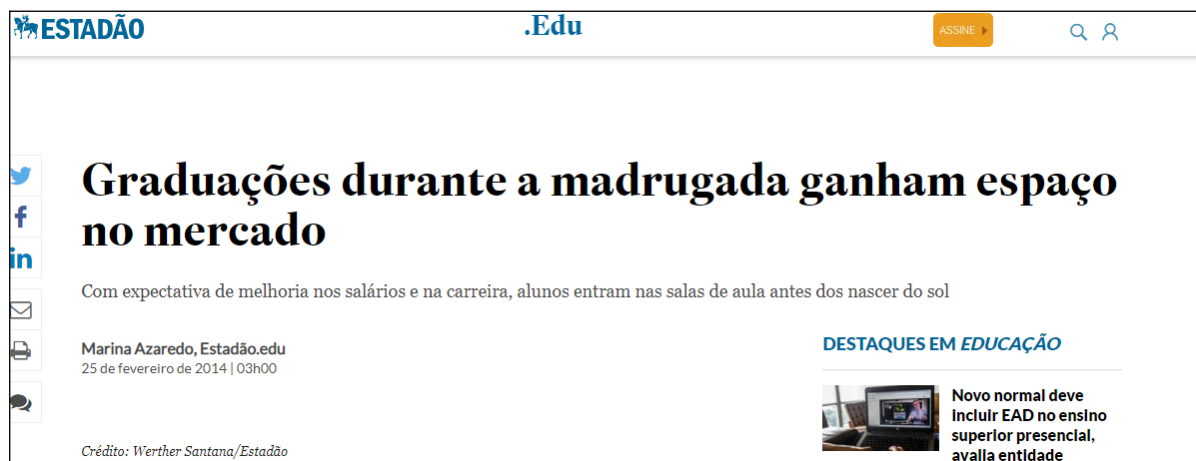 ESTADÃO
.Edu
ASSINE
Graduações durante a madrugada ganham espaço
no mercado
Com expectativa de melhoria nos salários e na carreira, alunos entram nas salas de aula antes dos nascer do sol
Marina Azaredo, Estadão.edu
25 de fevereiro de 2014 | 03h00
Crédito: Werther Santana/Estadão
DESTAQUES EM EDUCAÇÃO
Novo normal deve
incluir EAD no ensino
superior presencial,
avalia entidade